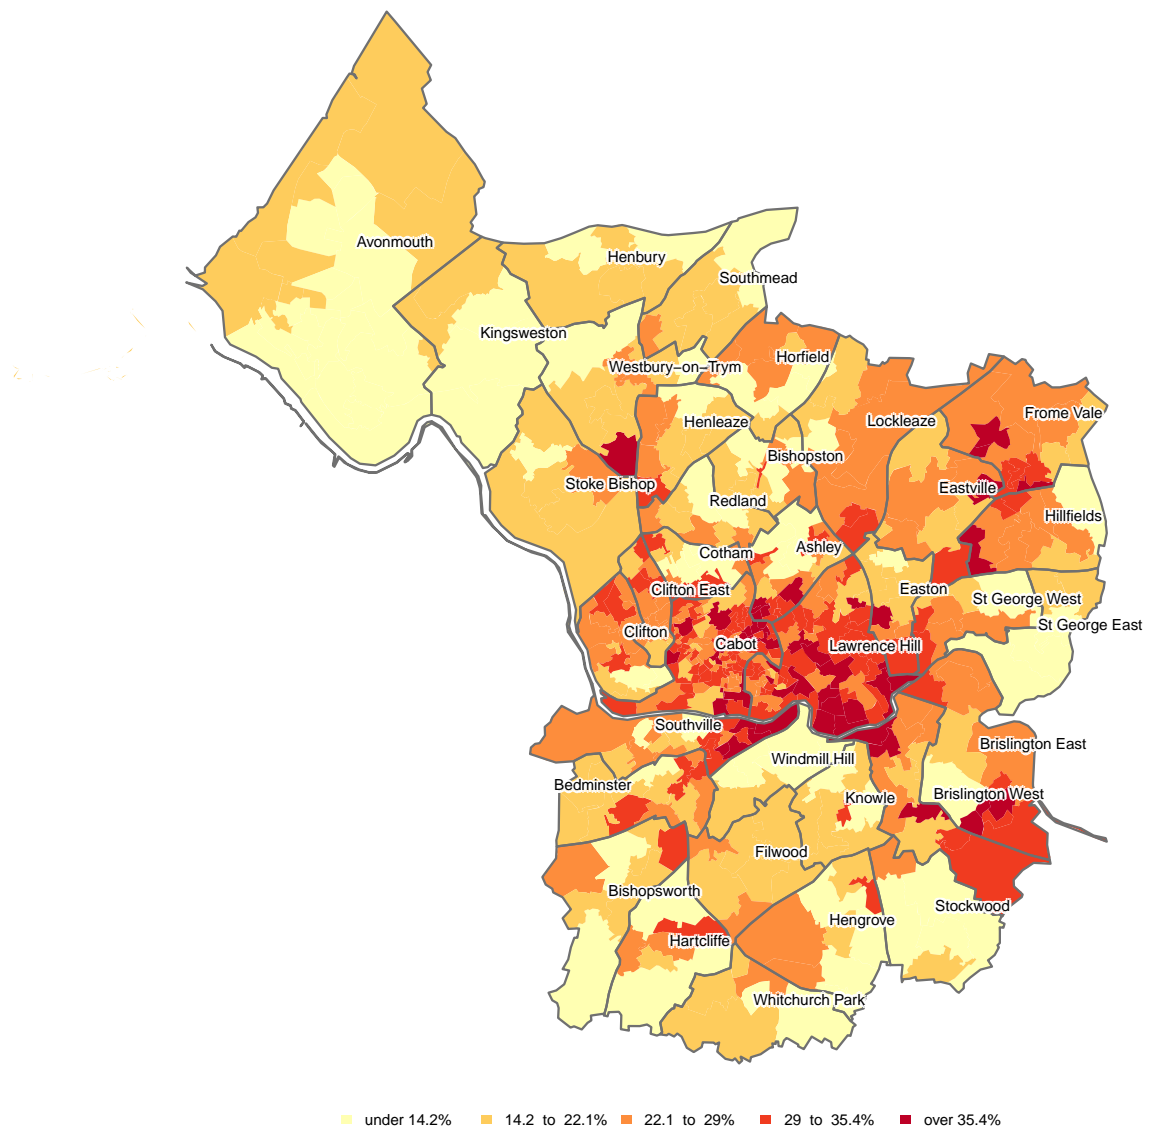 Avonmouth
Henbury
Southmead
Kingsweston
Horfield
Westbury−on−Trym
Frome Vale
Henleaze
Lockleaze
Bishopston
Stoke Bishop
Eastville
Redland
Hillfields
Ashley
Cotham
Clifton East
Easton
St George West
St George East
Clifton
Cabot
Lawrence Hill
Southville
Brislington East
Windmill Hill
Bedminster
Brislington West
Knowle
Filwood
Bishopsworth
Stockwood
Hengrove
Hartcliffe
Whitchurch Park
under 14.2% 14.2 to 22.1% 22.1 to 29% 29 to 35.4% over 35.4%